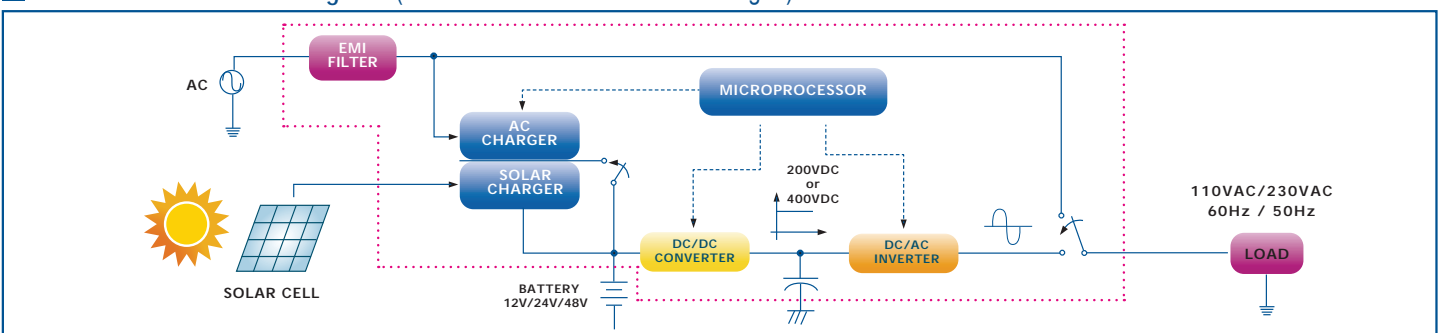 EMI
FILTER
AC
MICROPROCESSOR
AC
CHARGER
SOLAR
CHARGER
200VDC
or
400VDC
110VAC/230VAC
60Hz / 50Hz
DC/DC
CONVERTER
DC/AC
INVERTER
LOAD
SOLAR CELL
BATTERY
12V/24V/48V